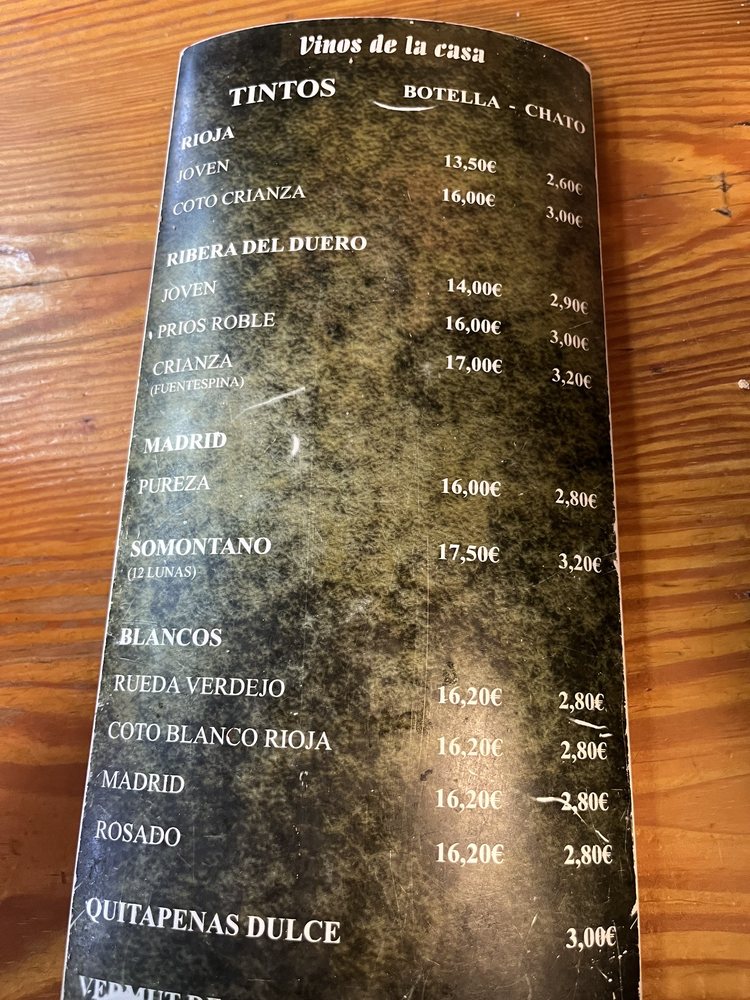 Vinos de la casa
TINTOS BOTELLA - CHATO
RIOJA
JOVEN 13,50€ 2,60€
COTO CRIANZA 16,00€ 3,00€
RIBERA DEL DUERO
JOVEN 14,00€ 2,90€
PRIOS ROBLE 16,00€ 3,00€
CRIANZA 17,00€ 3,20€
(FUENTESPINA)
MADRID
PUREZA 16,00€ 2,80€
SOMONTANO 17,50€ 3,20€
(12 LUNAS)
BLANCOS
RUEDA VERDEJO 16,20€ 2,80€
COTO BLANCO RIOJA 16,20€ 2,80€
MADRID 16,20€ 2,80€
ROSADO 16,20€ 2,80€
QUITAPENAS DULCE 3,00€
VERMUT DE